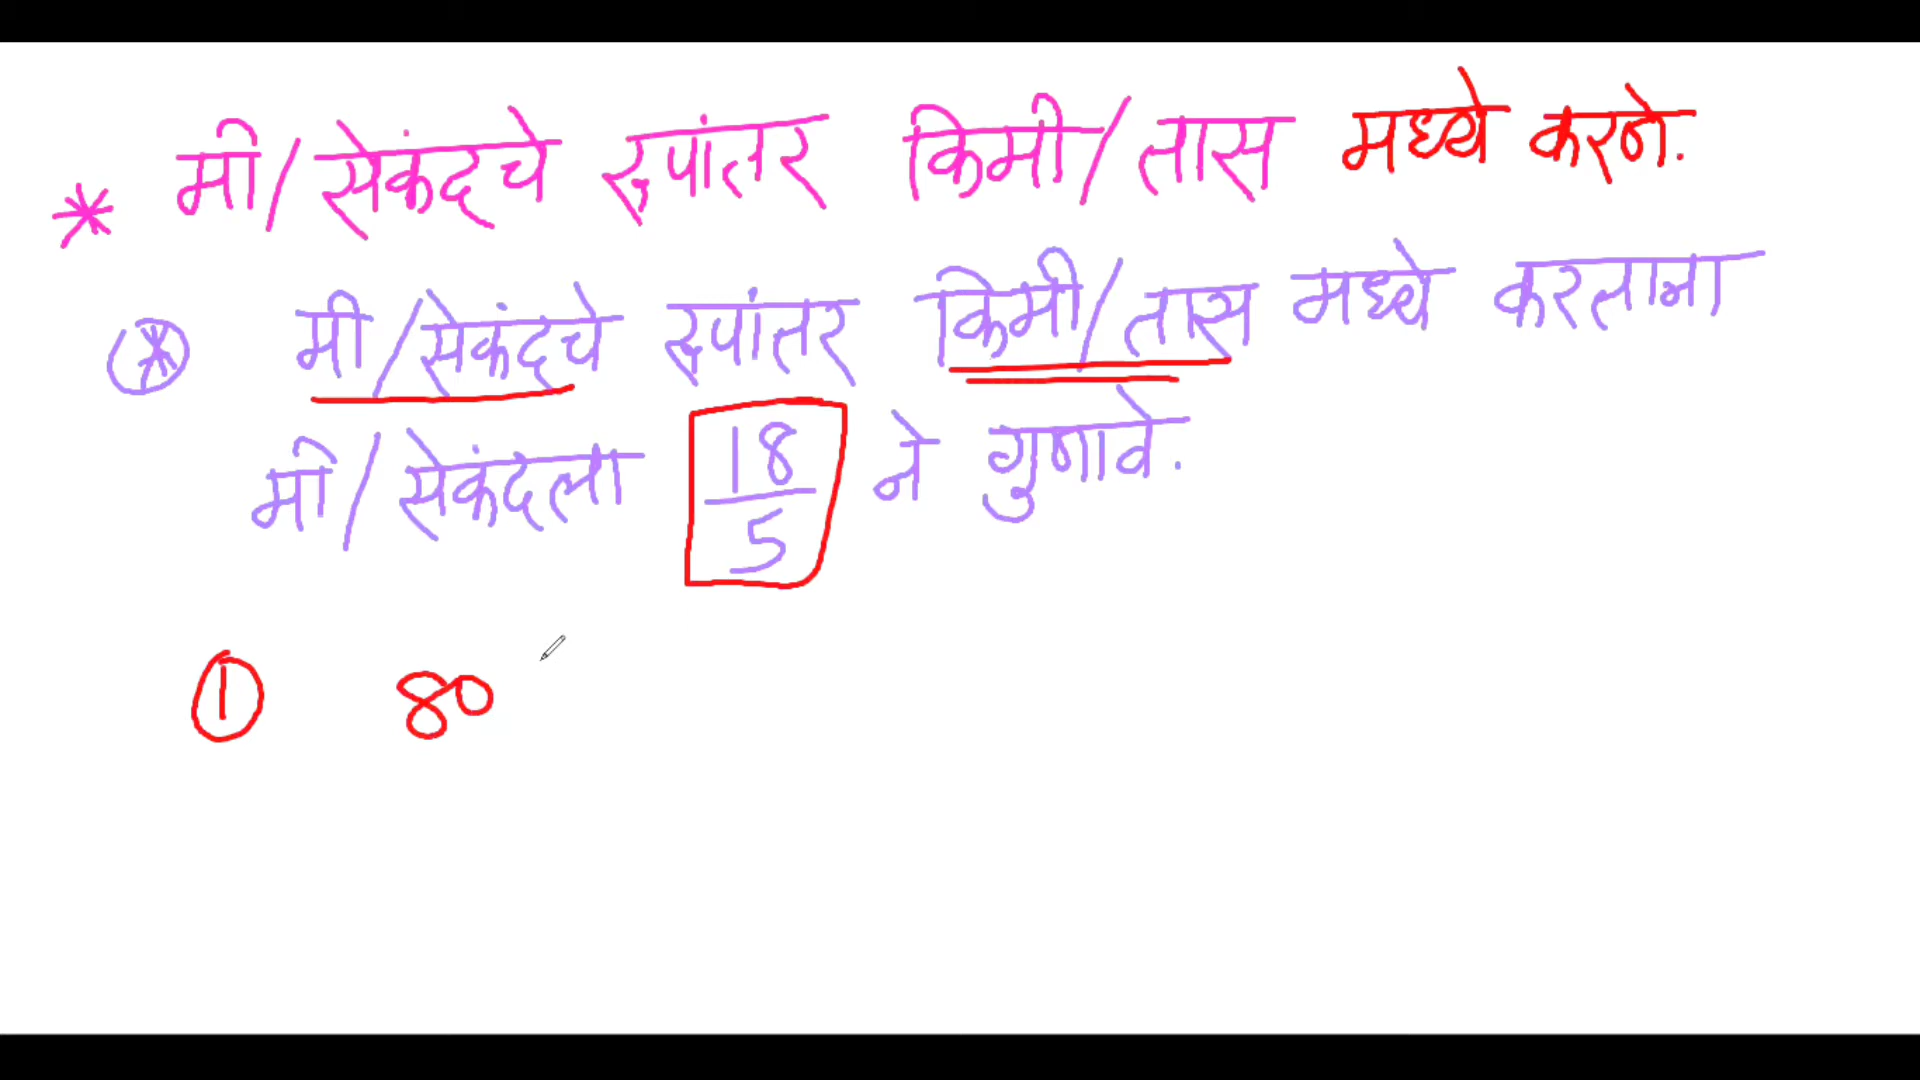 * मी/सेकंदचे रुपांतर किमी/तास मध्ये करणे.
* मी/सेकंदचे रुपांतर किमी/तास मध्ये करताना
मी/सेकंदला 18/5 ने गुणावे.
① 80